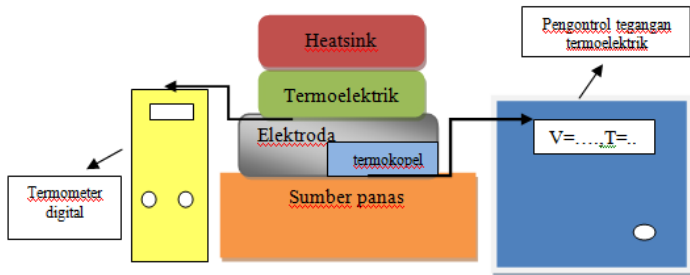 Heatsink
Termoelektrik
Elektroda
termokopel
Sumber panas
Termometer
digital
Pengontrol tegangan
termoelektrik
V=....,T=..